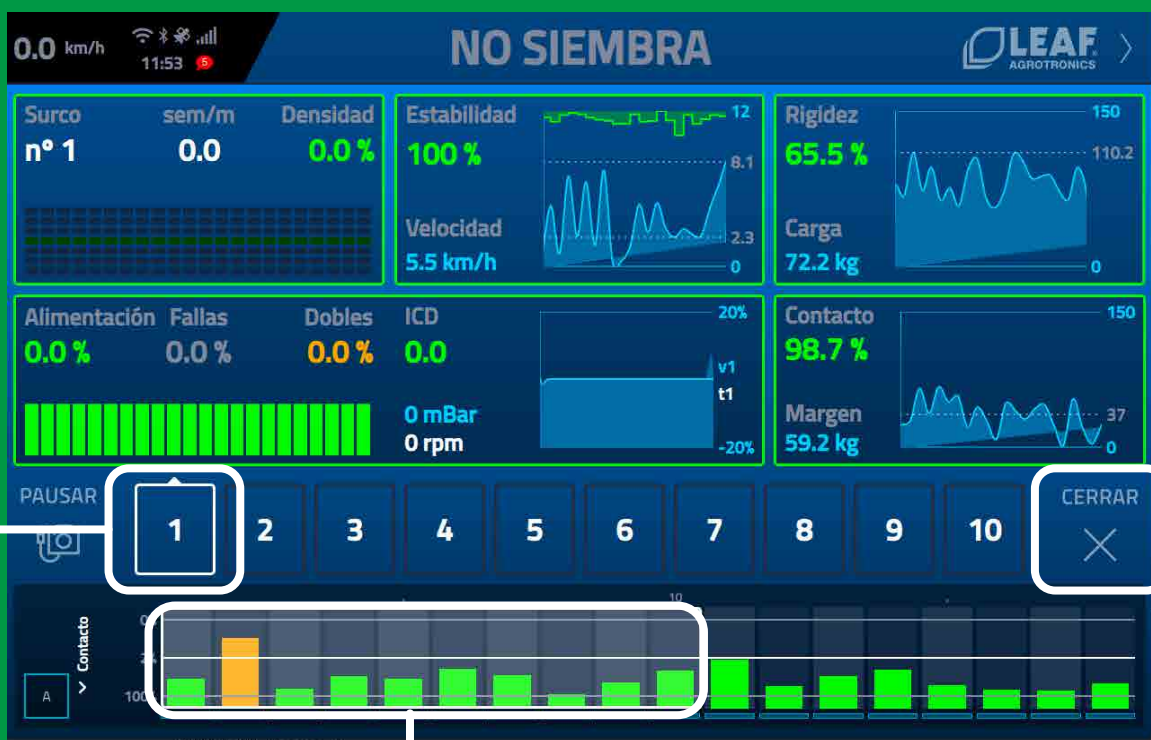 0.0 km/h
11:53 5
NO SIEMBRA
LEAF
AGROTRONICS
Surco sem/m Densidad
n° 1 0.0 0.0 %
Estabilidad
100 %
Velocidad
5.5 km/h
12
8.1
2.3
0
Rigidez
65.5 %
Carga
72.2 kg
150
110.2
0
Alimentación Fallas Dobles
0.0 % 0.0 % 0.0 %
ICD
0.0
0 mBar
0 rpm
20%
v1
t1
-20%
Contacto
98.7 %
Margen
59.2 kg
150
37
0
PAUSAR
1 2 3 4 5 6 7 8 9 10
CERRAR
Contacto
A
10